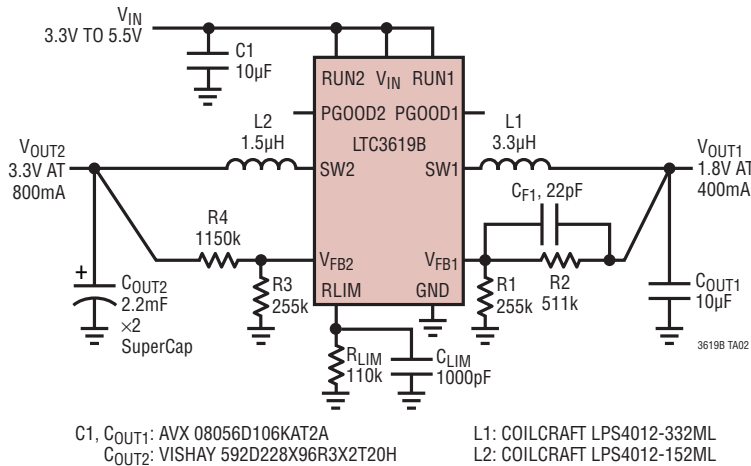 VIN
3.3V TO 5.5V
C1
10µF
RUN2 VIN RUN1
PGOOD2 PGOOD1
LTC3619B
SW2 SW1
VFB2 VFB1
RLIM GND
L2
1.5µH
L1
3.3µH
VOUT2
3.3V AT
800mA
VOUT1
1.8V AT
400mA
CF1, 22pF
R4
1150k
R3
255k
R1
255k
R2
511k
+
COUT2
2.2mF
×2
SuperCap
COUT1
10µF
RLIM
110k
CLIM
1000pF
3619B TA02
C1, COUT1: AVX 08056D106KAT2A
COUT2: VISHAY 592D228X96R3X2T20H
L1: COILCRAFT LPS4012-332ML
L2: COILCRAFT LPS4012-152ML